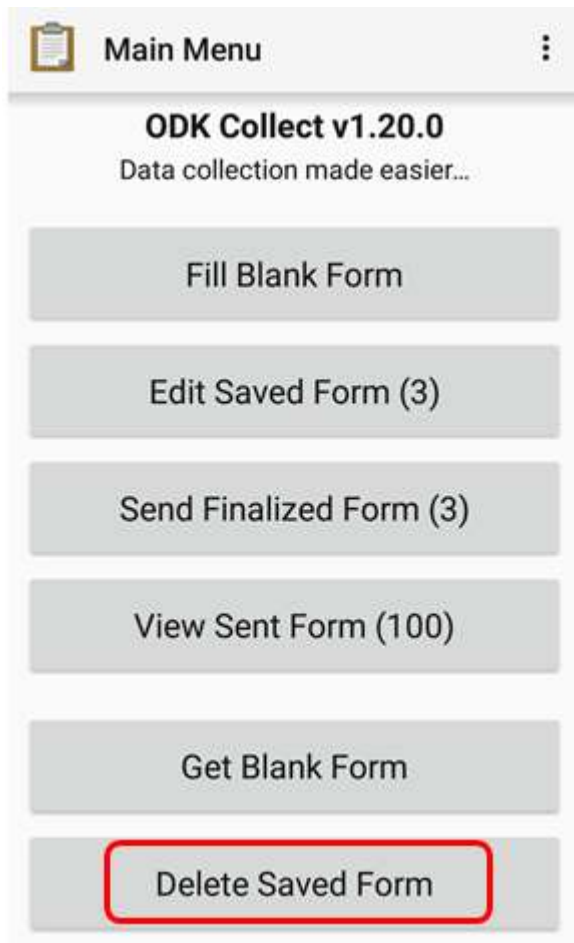 Main Menu
ODK Collect v1.20.0
Data collection made easier...
Fill Blank Form
Edit Saved Form (3)
Send Finalized Form (3)
View Sent Form (100)
Get Blank Form
Delete Saved Form